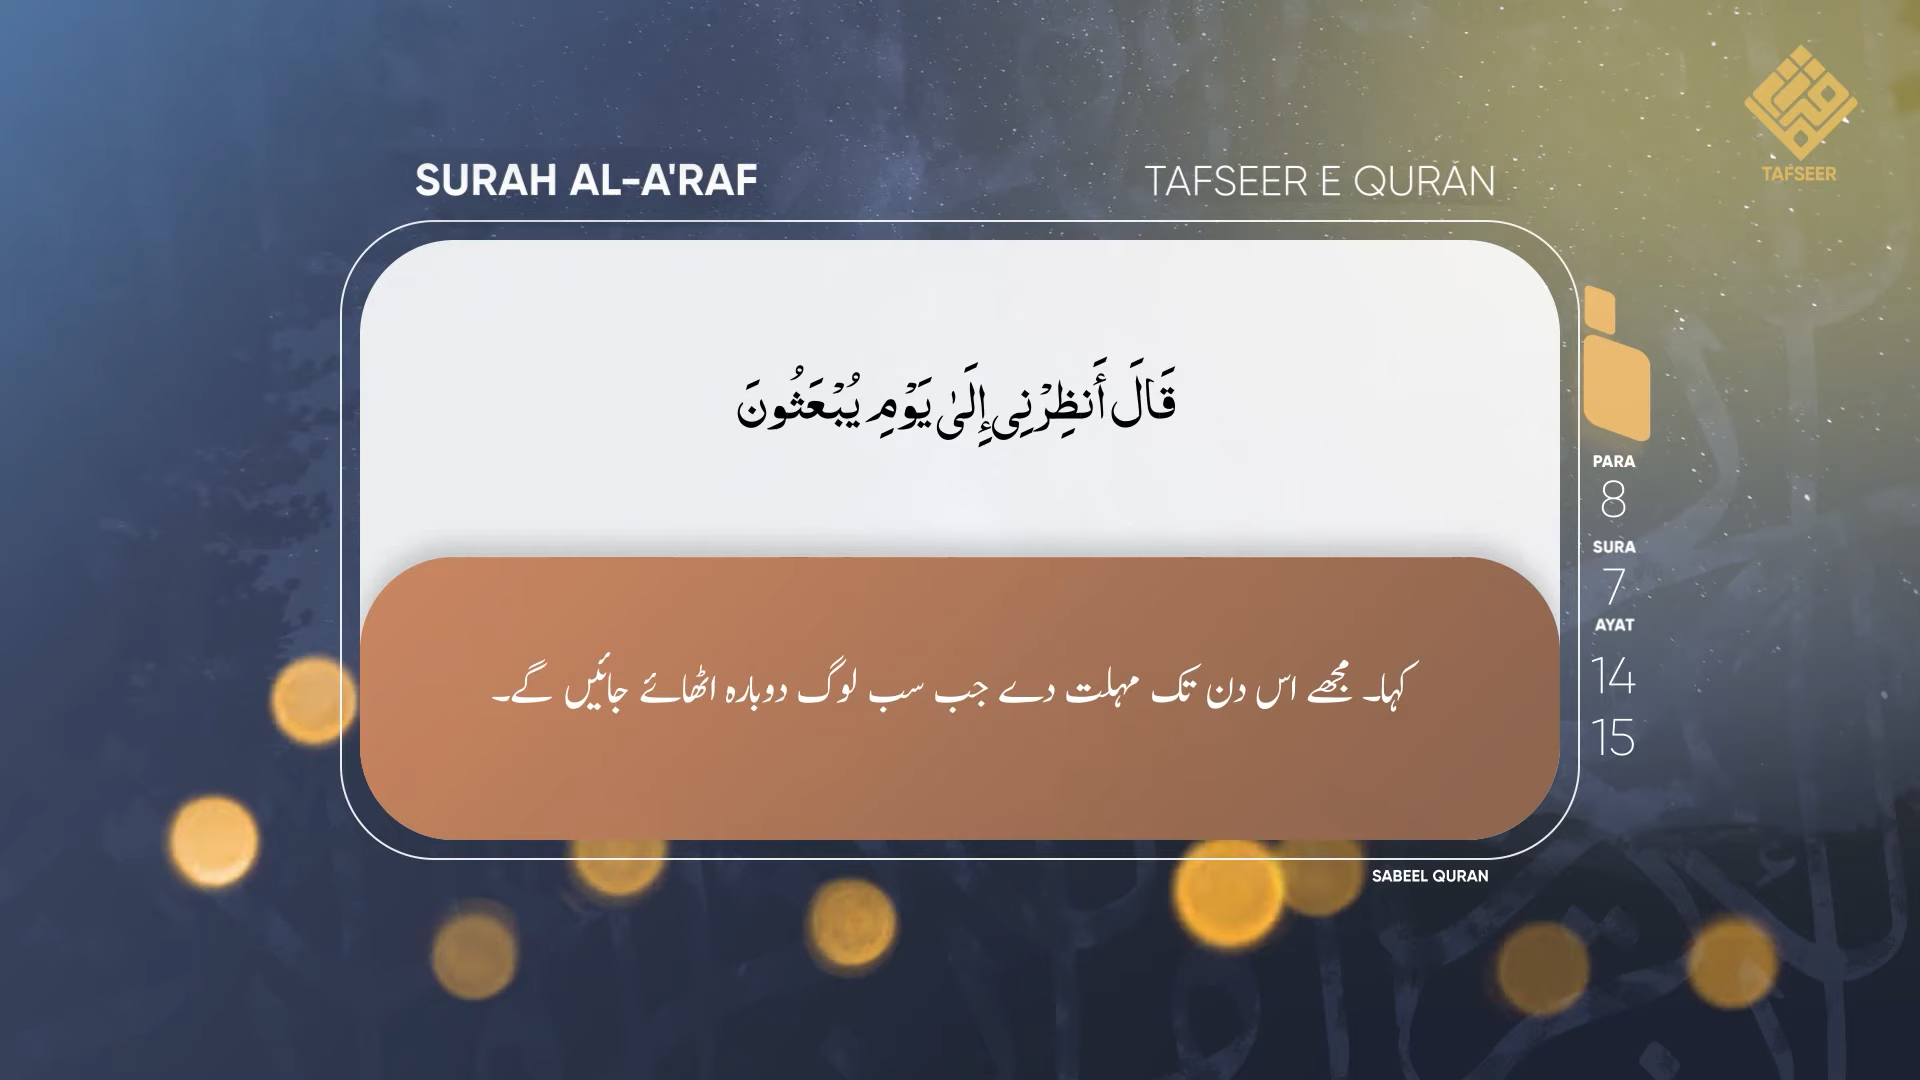 SURAH AL-A'RAF
TAFSEER E QURAN
TAFSEER
قَالَ أَنظِرْنِي إِلَىٰ يَوْمِ يُبْعَثُونَ
کہا۔ مجھے اس دن تک مہلت دے جب سب لوگ دوبارہ اٹھائے جائیں گے۔
PARA
8
SURA
7
AYAT
14
15
SABEEL QURAN